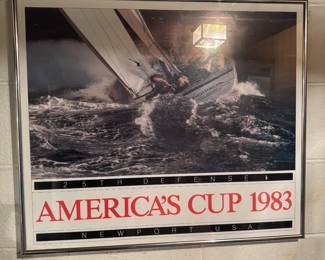 25TH DEFENSE
AMERICA'S CUP 1983
NEWPORT USA